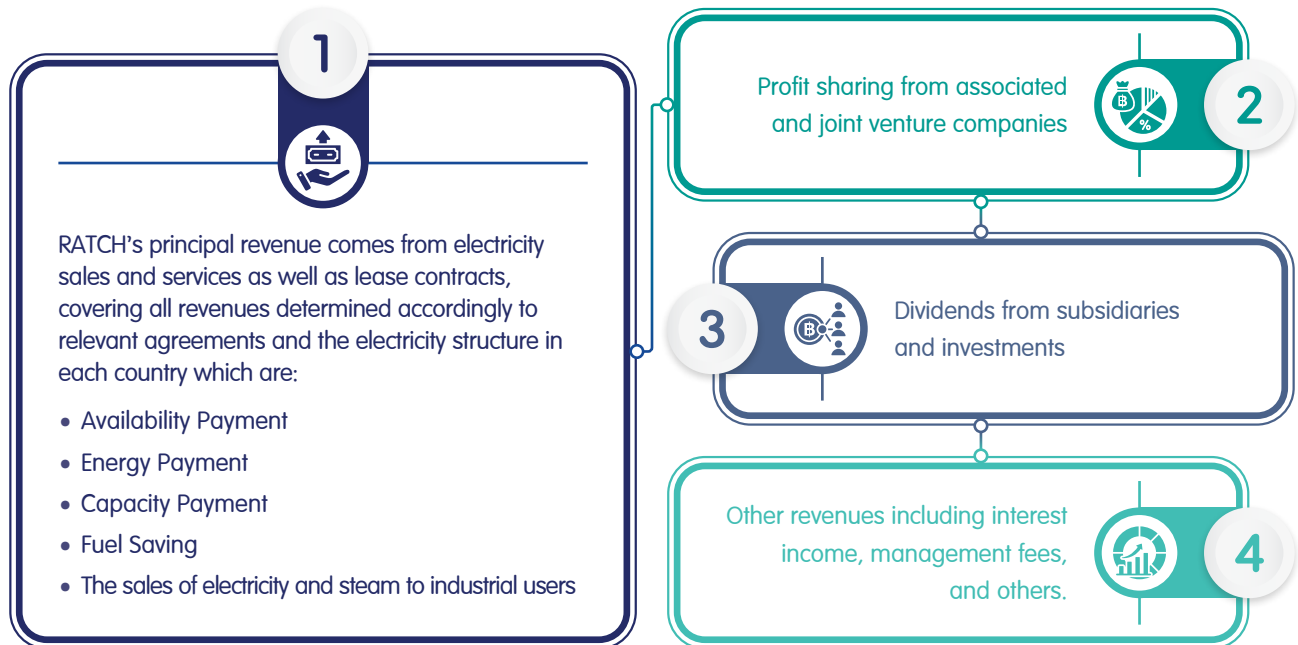 1
RATCH's principal revenue comes from electricity
sales and services as well as lease contracts,
covering all revenues determined accordingly to
relevant agreements and the electricity structure in
each country which are:
• Availability Payment
• Energy Payment
• Capacity Payment
• Fuel Saving
• The sales of electricity and steam to industrial users
Profit sharing from associated
and joint venture companies
฿
%
2
3
฿
Dividends from subsidiaries
and investments
Other revenues including interest
income, management fees,
and others.
4